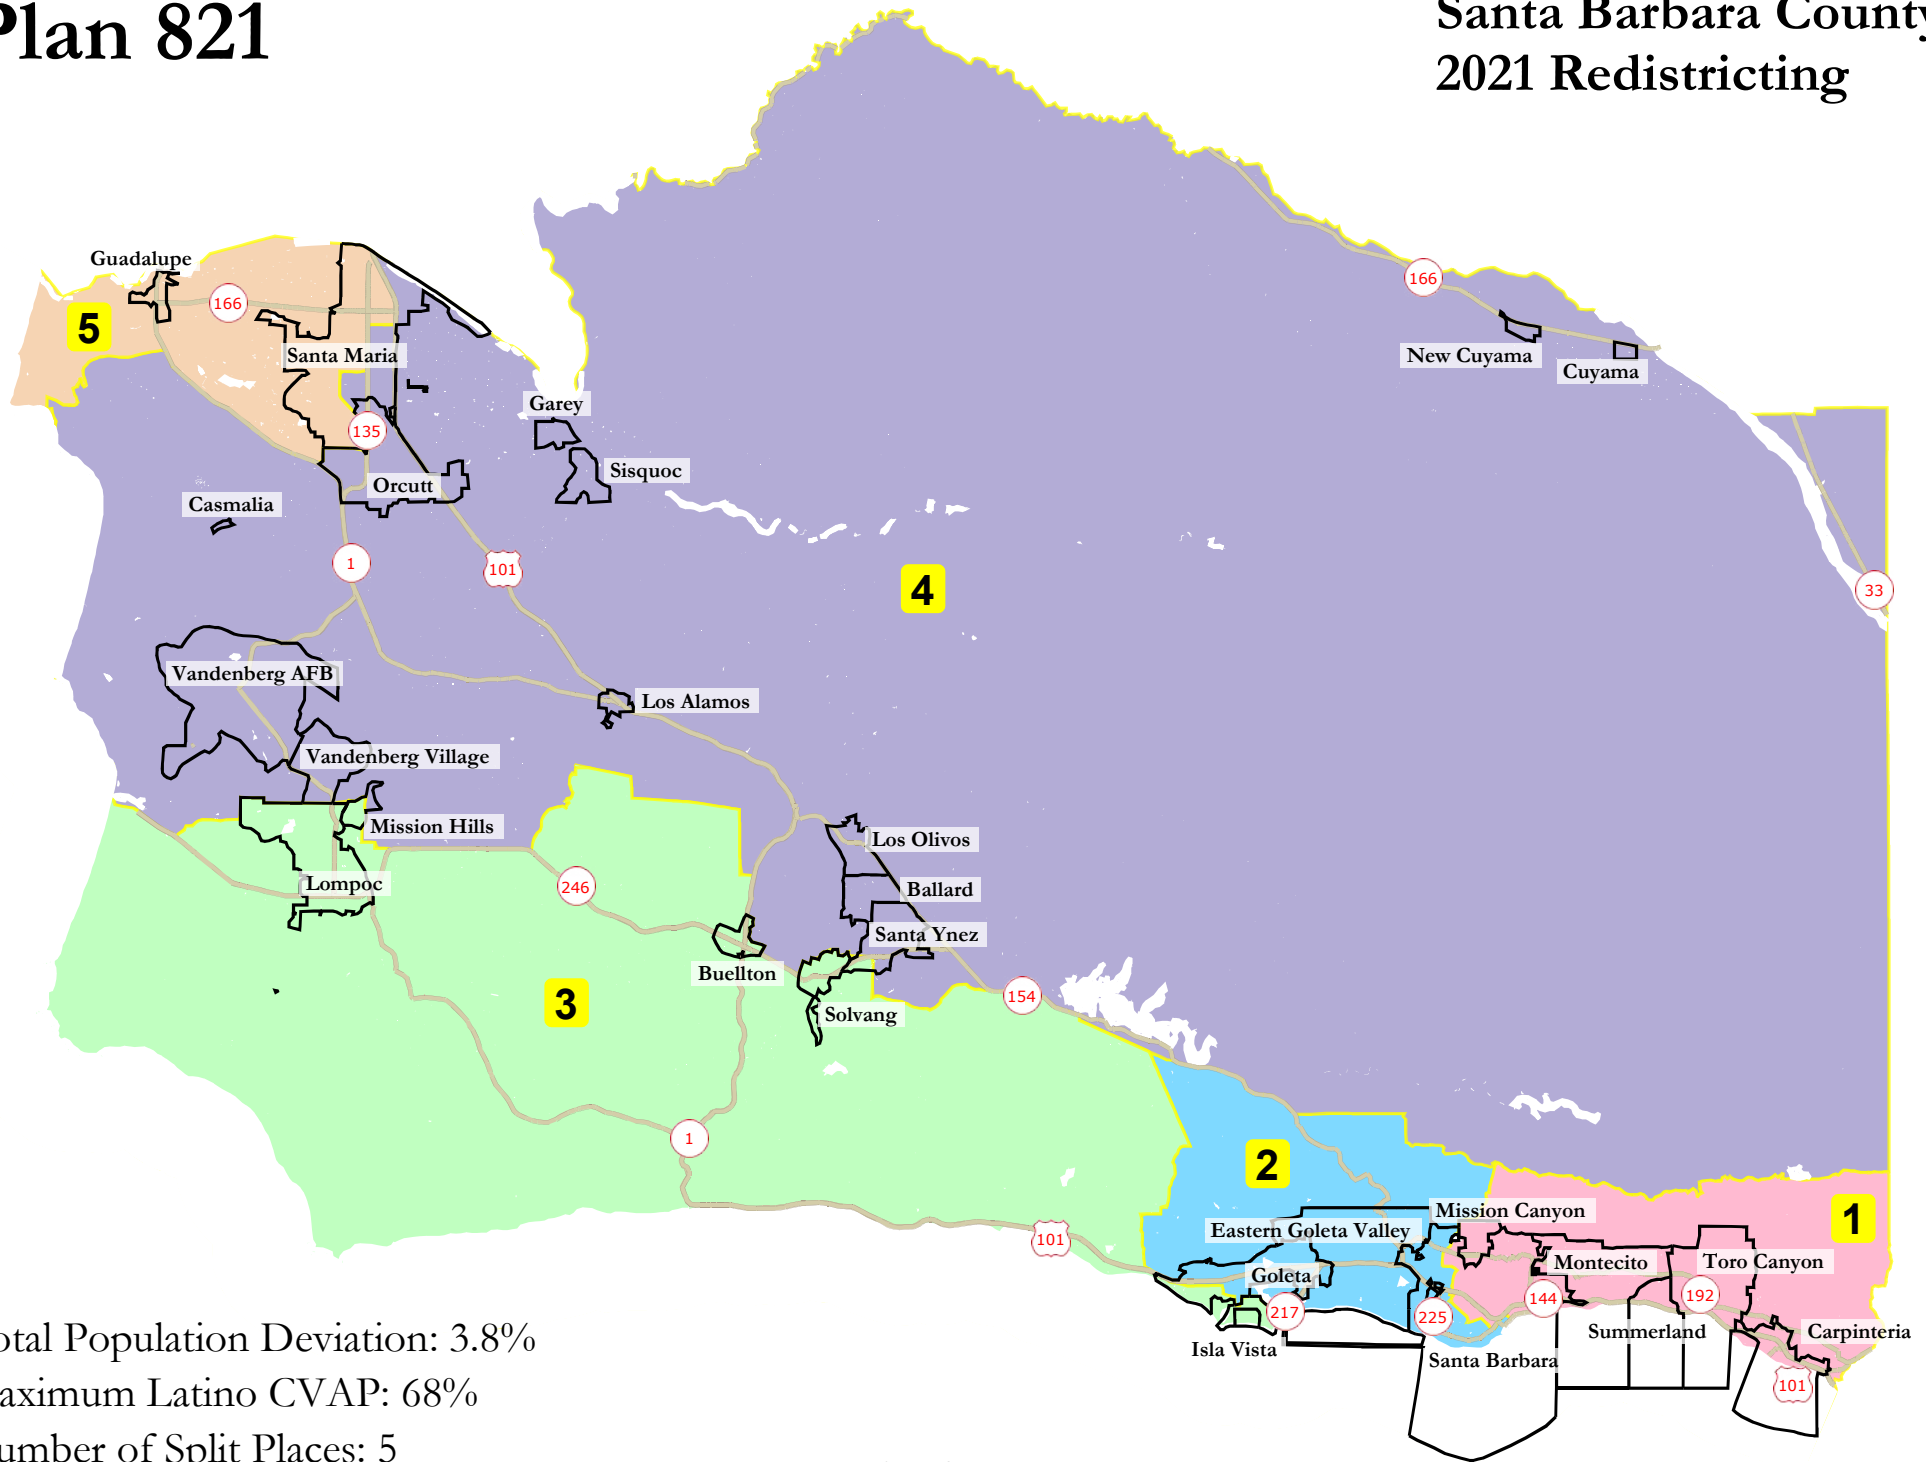 Plan 821
Santa Barbara County
2021 Redistricting
Guadalupe
5
166
Santa Maria
135
Orcutt
Casmalia
Garey
Sisquoc
166
New Cuyama
Cuyama
33
1
101
4
Vandenberg AFB
Vandenberg Village
Los Alamos
Mission Hills
Lompoc
246
Los Olivos
Ballard
Santa Ynez
Buellton
Solvang
154
3
1
101
2
1
Mission Canyon
Eastern Goleta Valley
Goleta
Montecito
Toro Canyon
217
225
144
192
Isla Vista
Santa Barbara
Summerland
Carpinteria
101
otal Population Deviation: 3.8%
aximum Latino CVAP: 68%
umber of Split Places: 5